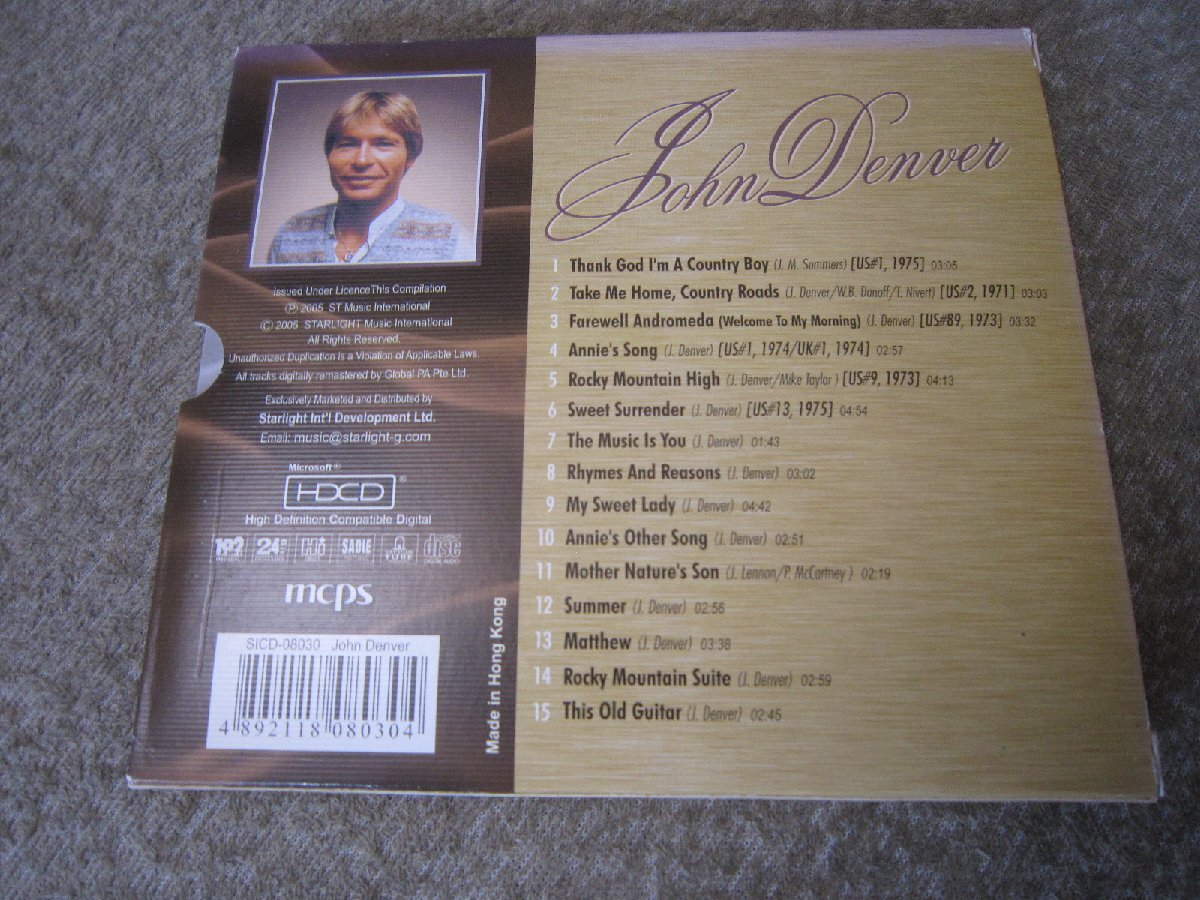 John Denver
1 Thank God I'm A Country Boy (J. M. Sommers) [US#1, 1975] 03:05
2 Take Me Home, Country Roads (J. Denver/W.B. Danoff/T. Nivert) [US#2, 1971] 03:03
3 Farewell Andromeda (Welcome To My Morning) (J. Denver) [US#89, 1973] 03:32
4 Annie's Song (J. Denver) [US#1, 1974/UK#1, 1974] 02:57
5 Rocky Mountain High (J. Denver/Mike Taylor) [US#9, 1973] 04:13
6 Sweet Surrender (J. Denver) [US#13, 1975] 04:54
7 The Music Is You (J. Denver) 01:43
8 Rhymes And Reasons (J. Denver) 03:02
9 My Sweet Lady (J. Denver) 04:42
10 Annie's Other Song (J. Denver) 02:51
11 Mother Nature's Son (J. Lennon/P. McCartney) 02:19
12 Summer (J. Denver) 02:56
13 Matthew (J. Denver) 03:38
14 Rocky Mountain Suite (J. Denver) 02:59
15 This Old Guitar (J. Denver) 02:45
Issued Under LicenceThis Compilation
℗ 2005 ST Music International
© 2005 STARLIGHT Music International
All Rights Reserved.
Unauthorized Duplication is a Violation of Applicable Laws.
All tracks digitally remastered by Global PA Pte Ltd.
Exclusively Marketed and Distributed by
Starlight Int'l Development Ltd.
Email: music@starlight-g.com
Microsoft®
HDCD®
High Definition Compatible Digital
192 24 SADIE COMPACT disc DIGITAL AUDIO
mcps
SICD-08030 John Denver
4 892118 080304
Made in Hong Kong